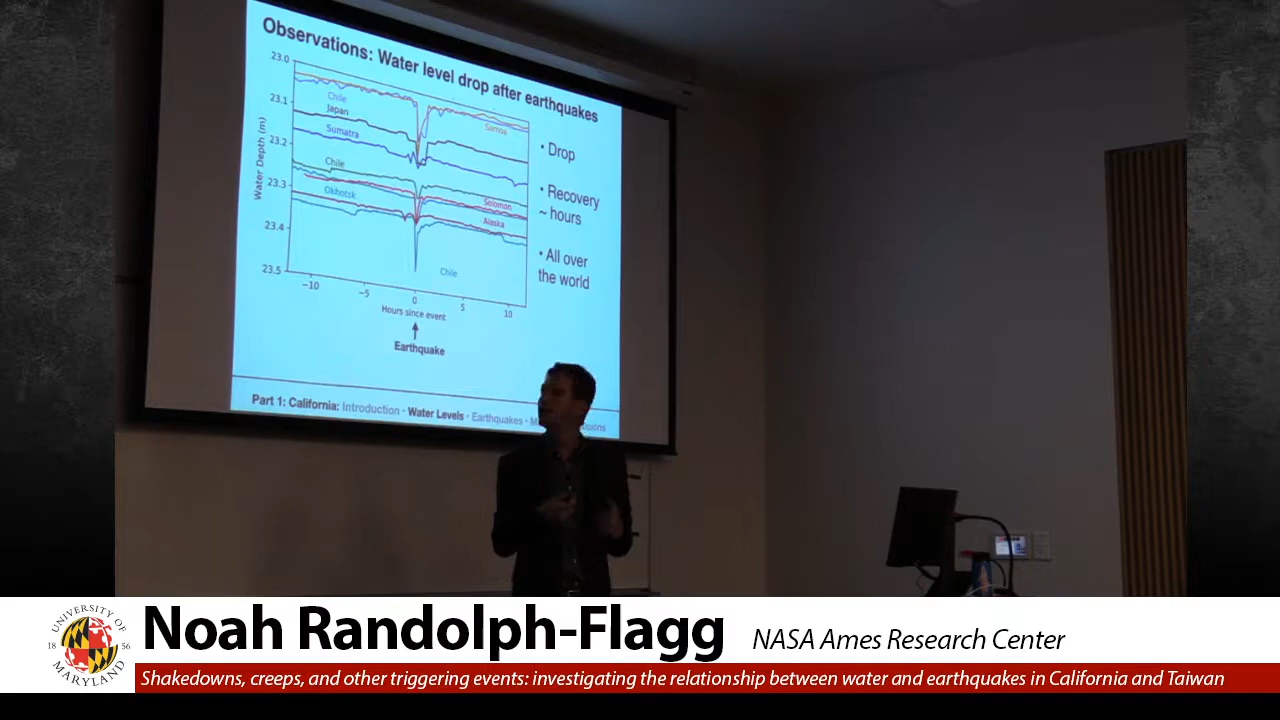 Observations: Water level drop after earthquakes
23.0
23.1
23.2
23.3
23.4
23.5
Water Depth (m)
Chile
Japan
Sumatra
Chile
Okhotsk
Samoa
Solomon
Alaska
Chile
−10
−5
0
5
10
Hours since event
Earthquake
• Drop
• Recovery
~ hours
• All over
the world
Part 1: California: Introduction · Water Levels · Earthquakes ·
UNIVERSITY OF
18 56
MARYLAND
Noah Randolph-Flagg NASA Ames Research Center
Shakedowns, creeps, and other triggering events: investigating the relationship between water and earthquakes in California and Taiwan